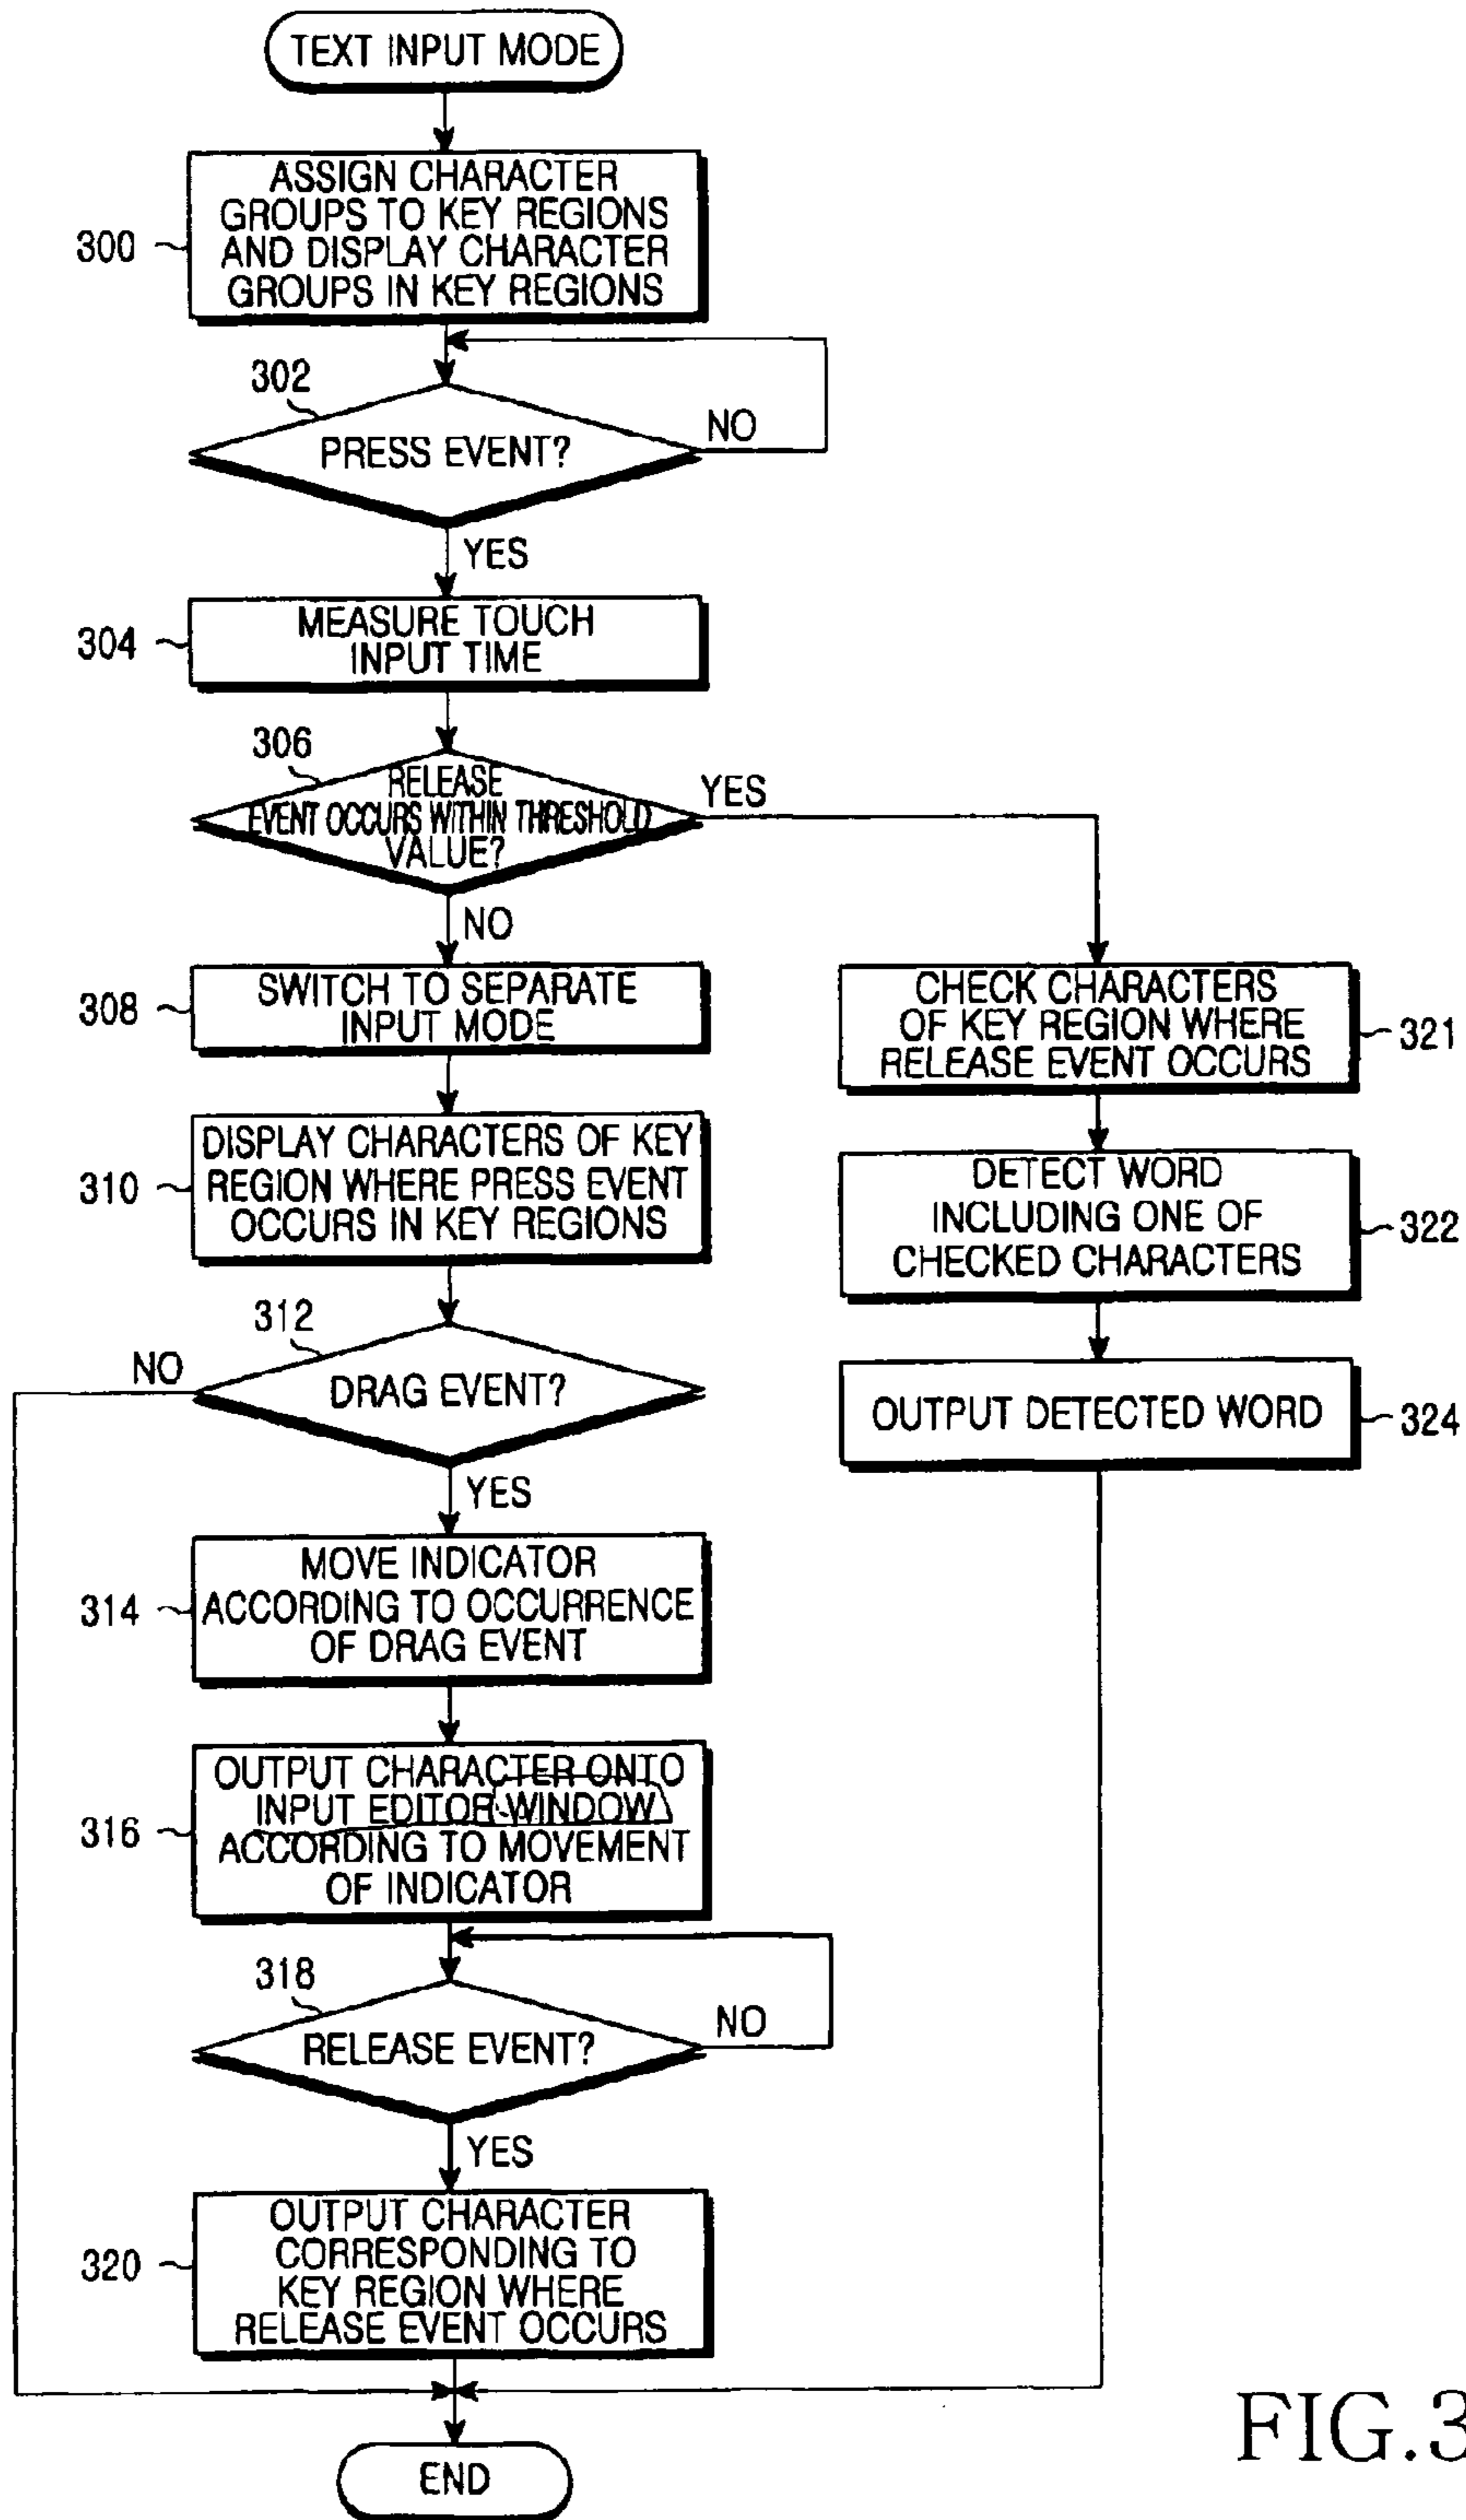 TEXT INPUT MODE
ASSIGN CHARACTER
GROUPS TO KEY REGIONS
AND DISPLAY CHARACTER
GROUPS IN KEY REGIONS
300
302
PRESS EVENT?
NO
YES
304
MEASURE TOUCH
INPUT TIME
306
RELEASE
EVENT OCCURS WITHIN THRESHOLD
VALUE?
YES
NO
308
SWITCH TO SEPARATE
INPUT MODE
310
DISPLAY CHARACTERS OF KEY
REGION WHERE PRESS EVENT
OCCURS IN KEY REGIONS
312
DRAG EVENT?
NO
YES
314
MOVE INDICATOR
ACCORDING TO OCCURRENCE
OF DRAG EVENT
316
OUTPUT CHARACTER ONTO
INPUT EDITOR WINDOW
ACCORDING TO MOVEMENT
OF INDICATOR
318
RELEASE EVENT?
NO
YES
320
OUTPUT CHARACTER
CORRESPONDING TO
KEY REGION WHERE
RELEASE EVENT OCCURS
CHECK CHARACTERS
OF KEY REGION WHERE
RELEASE EVENT OCCURS
321
DETECT WORD
INCLUDING ONE OF
CHECKED CHARACTERS
322
OUTPUT DETECTED WORD
324
END
FIG.3